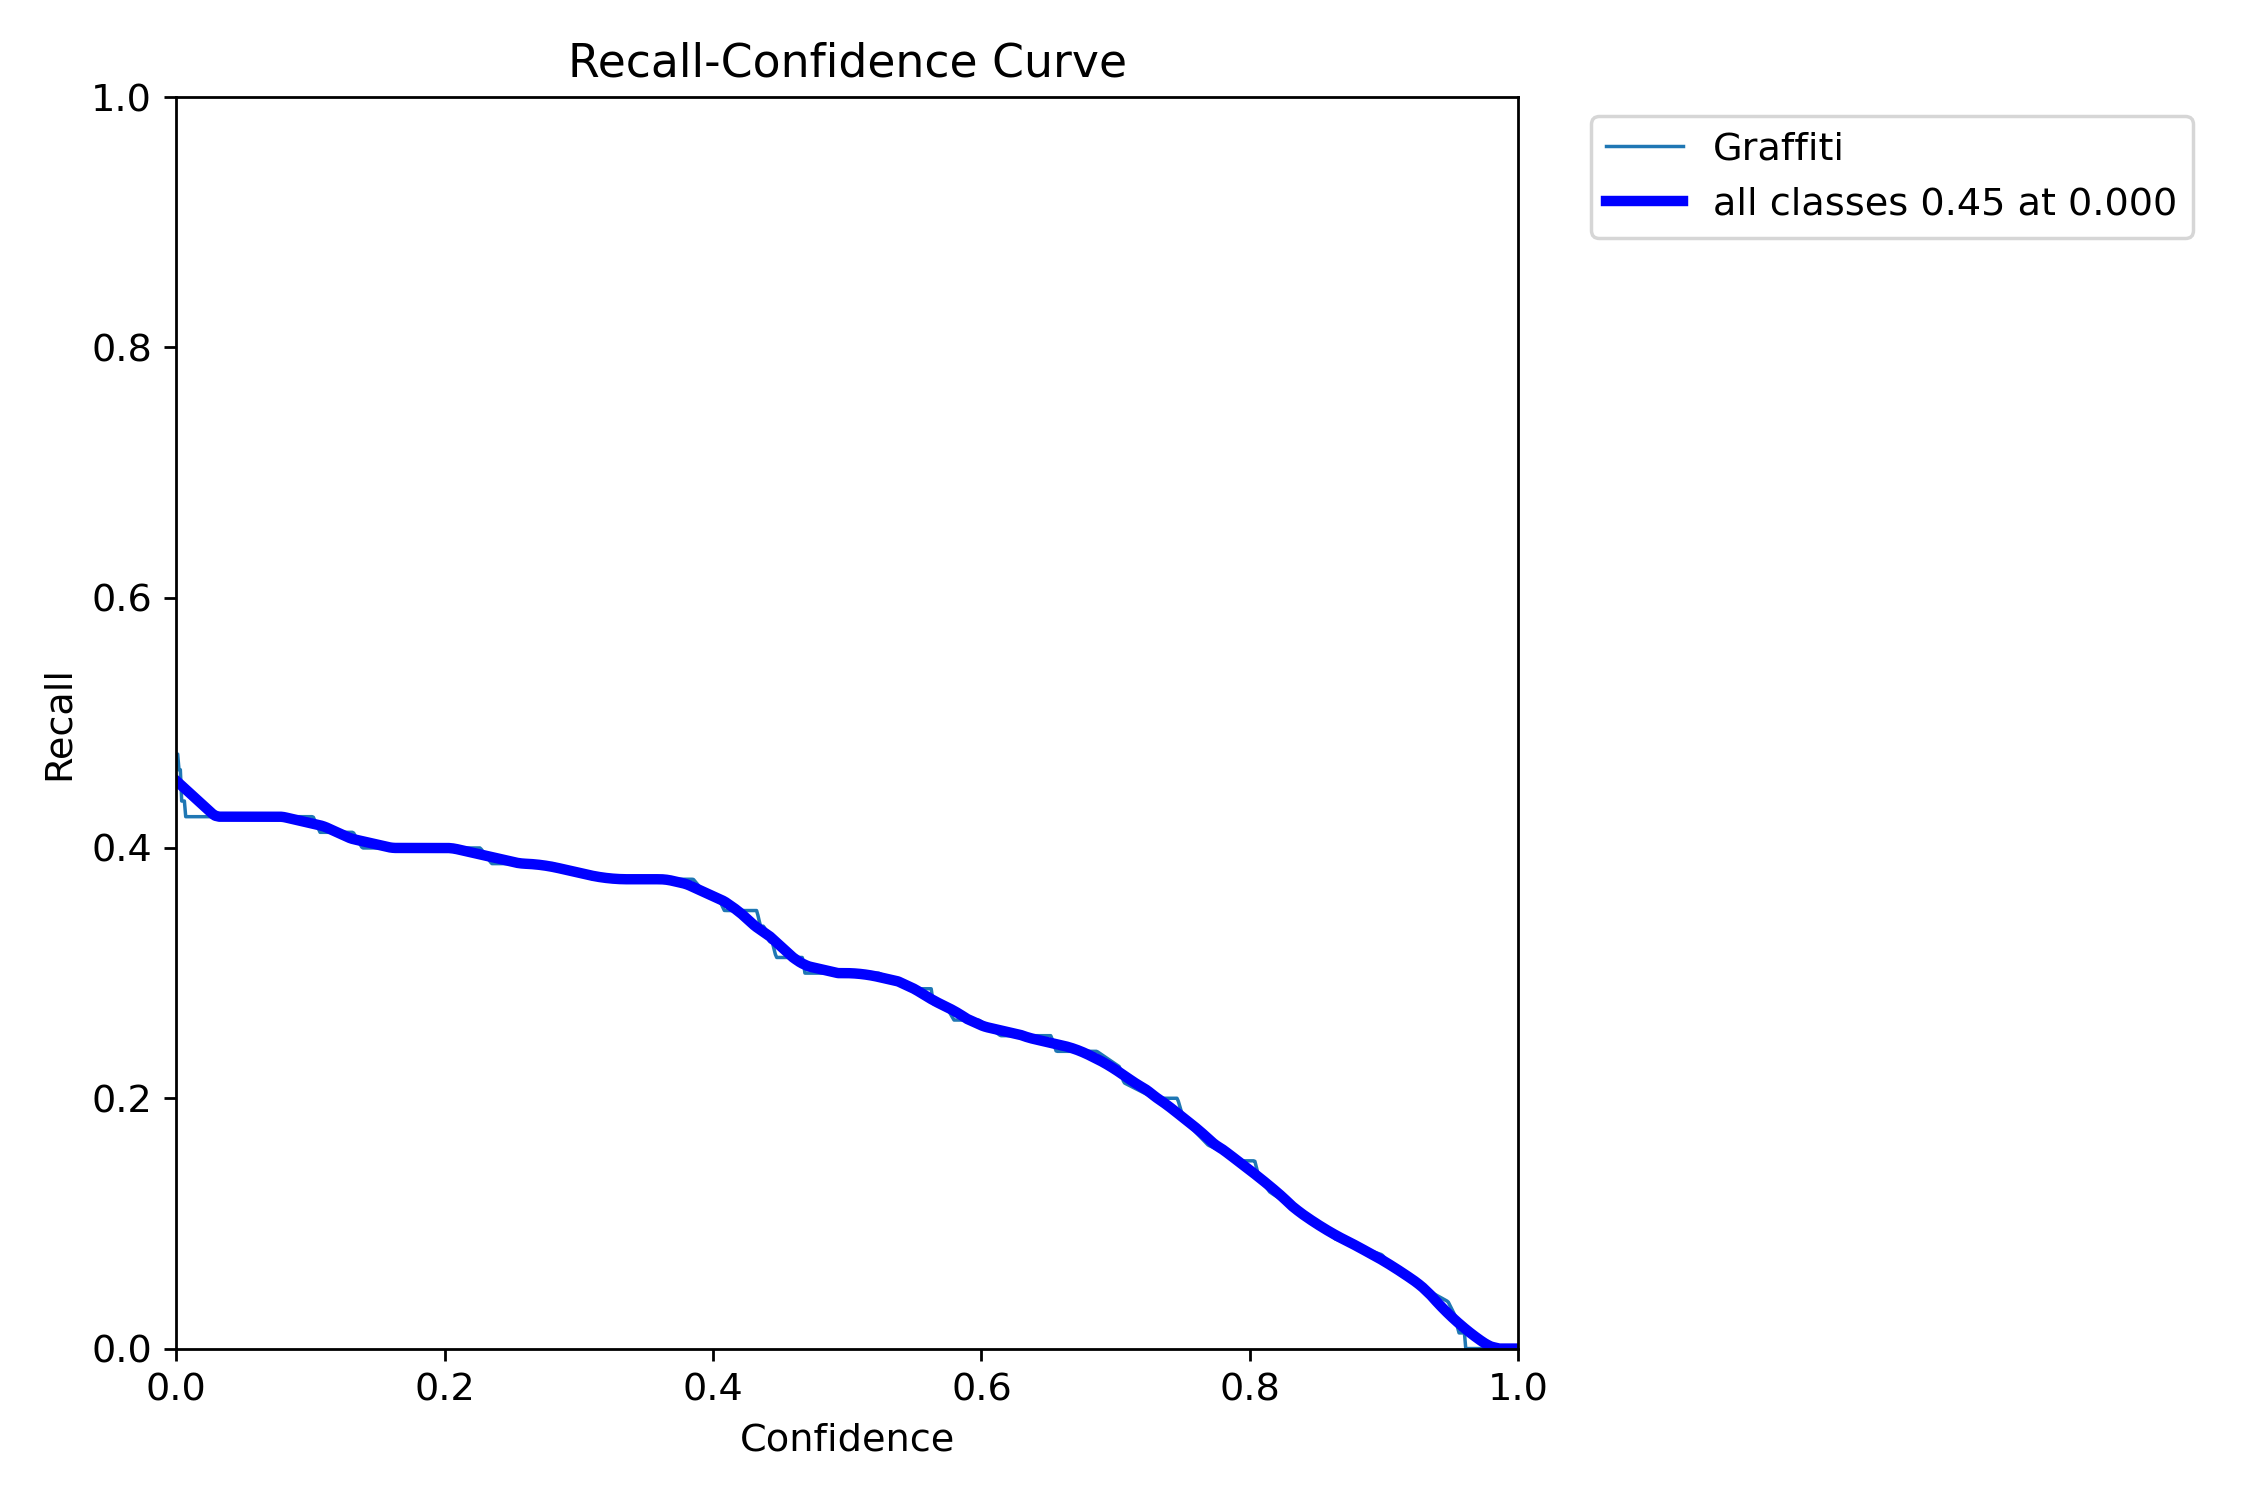 Recall-Confidence Curve
1.0
0.8
0.6
0.4
0.2
0.0
Recall
0.0 0.2 0.4 0.6 0.8 1.0
Confidence
Graffiti
all classes 0.45 at 0.000